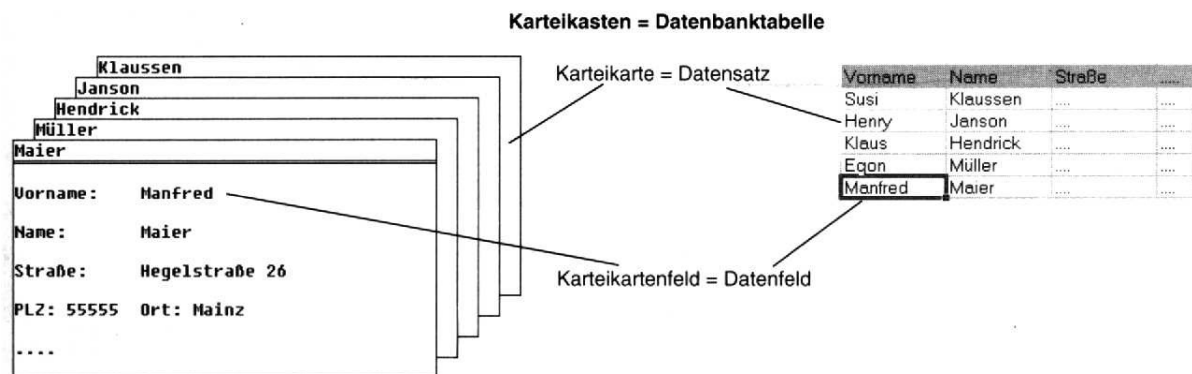 Karteikasten = Datenbanktabelle
Klaussen
Janson
Hendrick
Müller
Maier
Vorname: Manfred
Name: Maier
Straße: Hegelstraße 26
PLZ: 55555 Ort: Mainz
....
Karteikarte = Datensatz
Karteikartenfeld = Datenfeld
Vorname Name Straße .....
Susi Klaussen .... ....
Henry Janson .... ....
Klaus Hendrick .... ....
Egon Müller .... ....
Manfred Maier .... ....